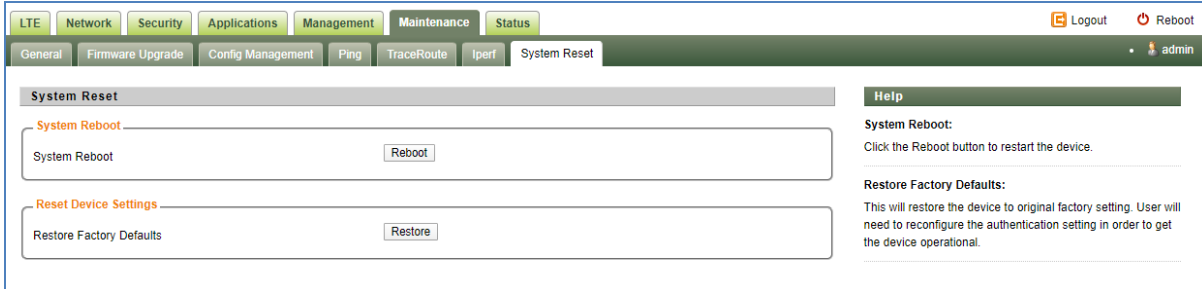 LTE Network Security Applications Management Maintenance Status Logout Reboot
General Firmware Upgrade Config Management Ping TraceRoute Iperf System Reset • admin
System Reset
System Reboot
System Reboot Reboot
Reset Device Settings
Restore Factory Defaults Restore
Help
System Reboot:
Click the Reboot button to restart the device.
Restore Factory Defaults:
This will restore the device to original factory setting. User will
need to reconfigure the authentication setting in order to get
the device operational.